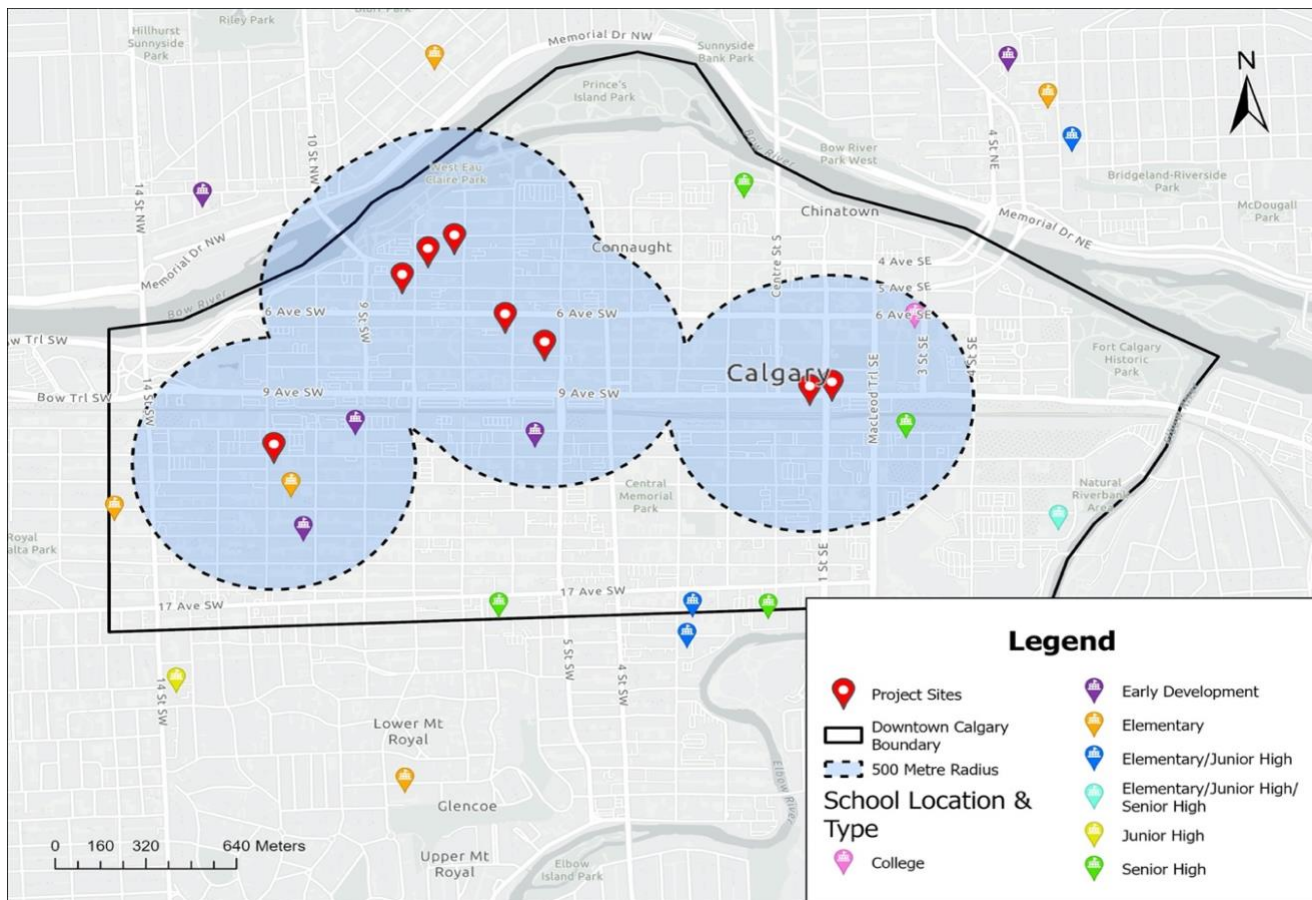 Hillhurst
Sunnyside
Park
Riley Park
Memorial Dr NW
Sunnyside
Bank Park
N
Prince's
Island Park
10 St NW
4 St NE
Bow River
Bow River
Park West
West Eau
Claire Park
14 St NW
Bridgeland-Riverside
Park
McDougall
Park
Chinatown
Memorial Dr NE
Memorial Dr NW
Connaught
Centre St S
4 Ave SE
5 Ave SE
Bow River
6 Ave SW
6 Ave SW
6 Ave SE
9 St SW
3 St SE
4 St SE
Fort Calgary
Historic
Park
ow Trl SW
Calgary
Bow Trl SW
14 St SW
9 Ave SW
9 Ave SW
MacLeod Trl SE
Central
Memorial
Park
Natural
Riverbank
Area
Royal
alta Park
1 St SE
17 Ave SW
17 Ave SW
5 St SW
4 St SW
14 St SW
Lower Mt
Royal
Glencoe
Elbow River
Upper Mt
Royal
Elbow
Island Park
0 160 320 640 Meters
Legend
Project Sites
Downtown Calgary
Boundary
500 Metre Radius
School Location &
Type
College
Early Development
Elementary
Elementary/Junior High
Elementary/Junior High/
Senior High
Junior High
Senior High